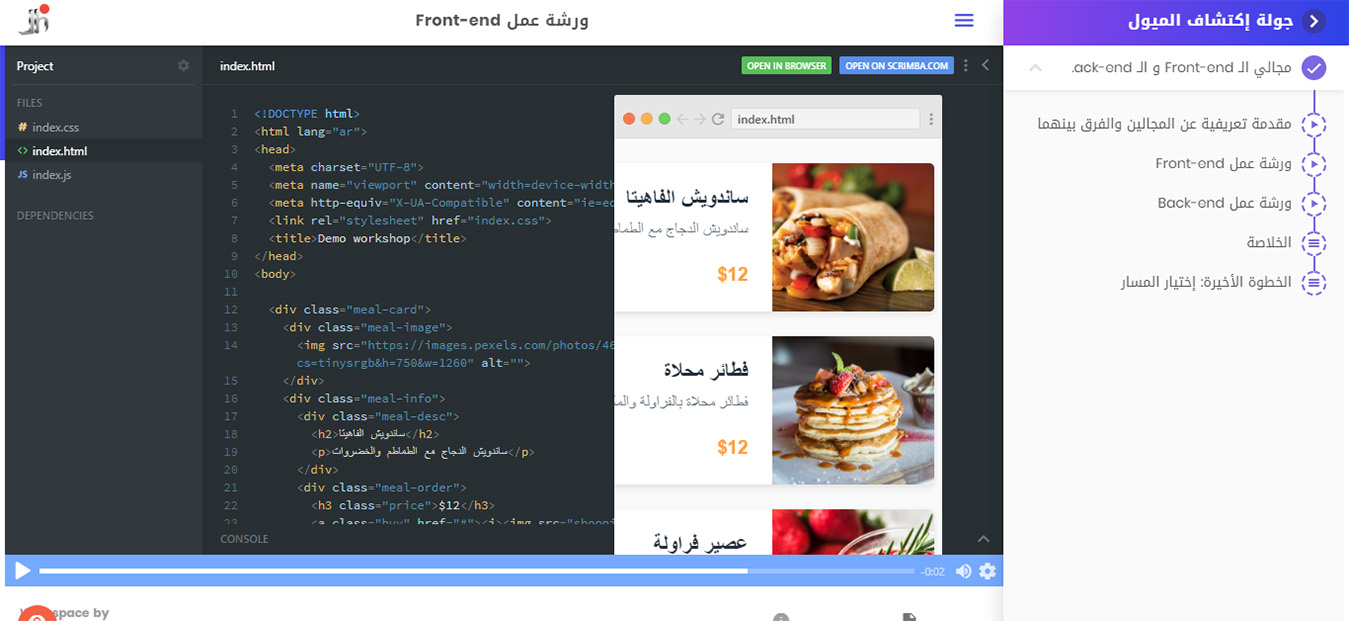 jh
ورشة عمل Front-end
جولة إكتشاف الميول
مجالي الـ Front-end و الـ ack-end.
مقدمة تعريفية عن المجالين والفرق بينهما
ورشة عمل Front-end
ورشة عمل Back-end
الخلاصة
الخطوة الأخيرة: إختيار المسار
Project
FILES
# index.css
<> index.html
JS index.js
DEPENDENCIES
index.html
OPEN IN BROWSER
OPEN ON SCRIMBA.COM
1 <!DOCTYPE html>
2 <html lang="ar">
3 <head>
4 <meta charset="UTF-8">
5 <meta name="viewport" content="width=device-width
6 <meta http-equiv="X-UA-Compatible" content="ie=ed
7 <link rel="stylesheet" href="index.css">
8 <title>Demo workshop</title>
9 </head>
10 <body>
11
12 <div class="meal-card">
13 <div class="meal-image">
14 <img src="https://images.pexels.com/photos/46
cs=tinysrgb&h=750&w=1260" alt="">
15 </div>
16 <div class="meal-info">
17 <div class="meal-desc">
18 <h2>ساندويش الفاهيتا</h2>
19 <p>ساندويش الدجاج مع الطماطم والخضروات</p>
20 </div>
21 <div class="meal-order">
22 <h3 class="price">$12</h3>
23 <a class="buy" href="#"><i><img src="shoppi
CONSOLE
index.html
ساندويش الفاهيتا
ساندويش الدجاج مع الطماط
$12
فطائر محلاة
فطائر محلاة بالفراولة والم
$12
عصير فراولة
-0:02
space by